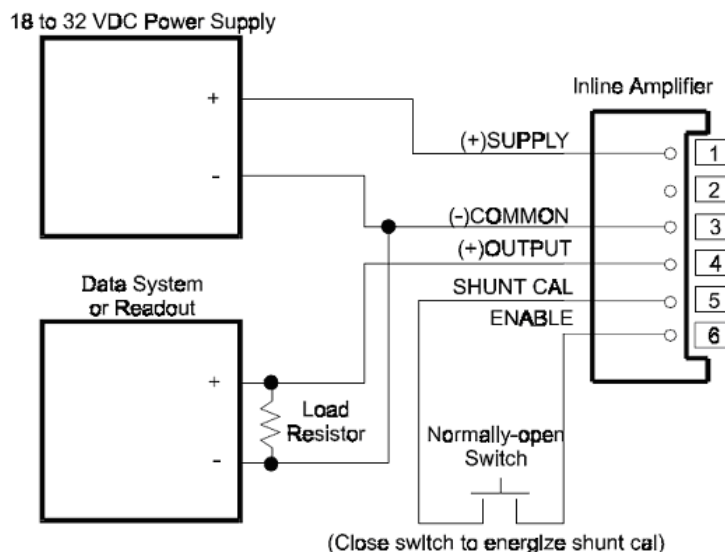 18 to 32 VDC Power Supply
+
-
Inline Amplifier
(+)SUPPLY
(-)COMMON
(+)OUTPUT
SHUNT CAL
ENABLE
1
2
3
4
5
6
Data System
or Readout
+
-
Load
Resistor
Normally-open
Switch
(Close switch to energize shunt cal)